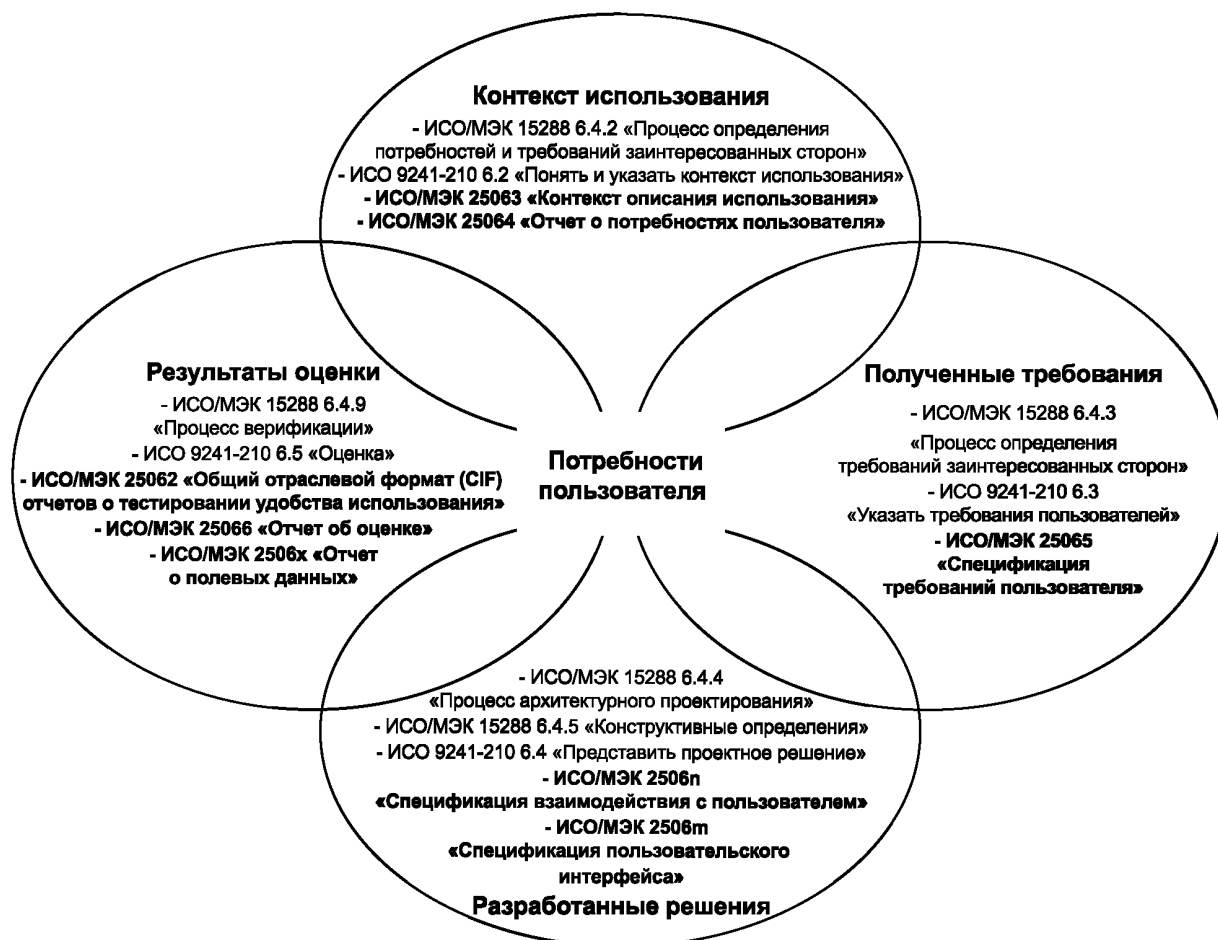 Контекст использования
- ИСО/МЭК 15288 6.4.2 «Процесс определения
потребностей и требований заинтересованных сторон»
- ИСО 9241-210 6.2 «Понять и указать контекст использования»
- ИСО/МЭК 25063 «Контекст описания использования»
- ИСО/МЭК 25064 «Отчет о потребностях пользователя»
Результаты оценки
- ИСО/МЭК 15288 6.4.9
«Процесс верификации»
- ИСО 9241-210 6.5 «Оценка»
- ИСО/МЭК 25062 «Общий отраслевой формат (CIF)
отчетов о тестировании удобства использования»
- ИСО/МЭК 25066 «Отчет об оценке»
- ИСО/МЭК 2506x «Отчет
о полевых данных»
Потребности
пользователя
Полученные требования
- ИСО/МЭК 15288 6.4.3
«Процесс определения
требований заинтересованных сторон»
- ИСО 9241-210 6.3
«Указать требования пользователей»
- ИСО/МЭК 25065
«Спецификация
требований пользователя»
- ИСО/МЭК 15288 6.4.4
«Процесс архитектурного проектирования»
- ИСО/МЭК 15288 6.4.5 «Конструктивные определения»
- ИСО 9241-210 6.4 «Представить проектное решение»
- ИСО/МЭК 2506n
«Спецификация взаимодействия с пользователем»
- ИСО/МЭК 2506m
«Спецификация пользовательского
интерфейса»
Разработанные решения